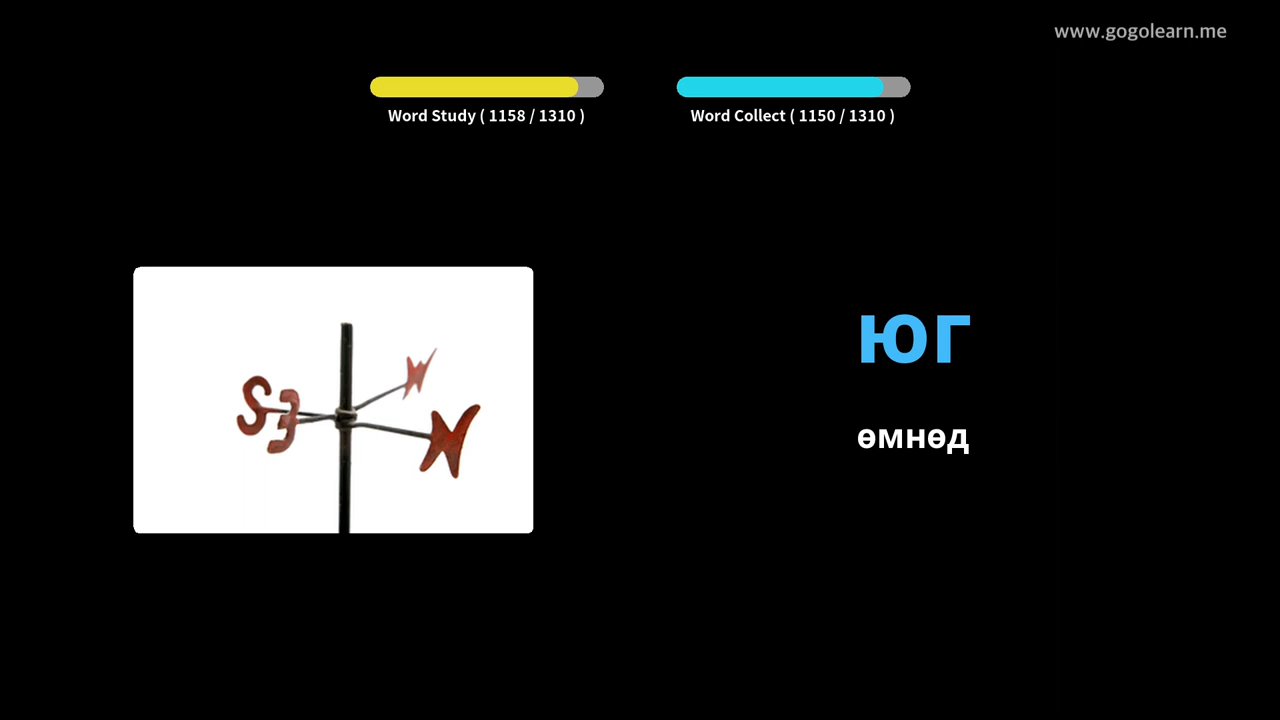 www.gogolearn.me
Word Study ( 1158 / 1310 )
Word Collect ( 1150 / 1310 )
S E N
юг
өмнөд